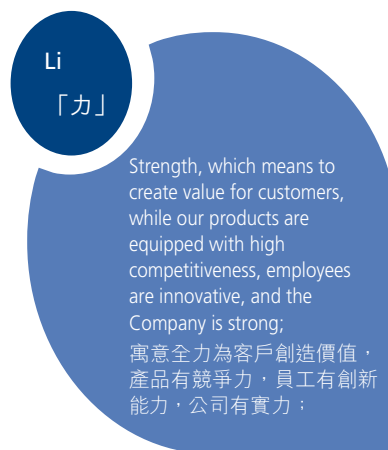 Li
「力」
Strength, which means to
create value for customers,
while our products are
equipped with high
competitiveness, employees
are innovative, and the
Company is strong;
寓意全力為客戶創造價值，
產品有競爭力，員工有創新
能力，公司有實力；